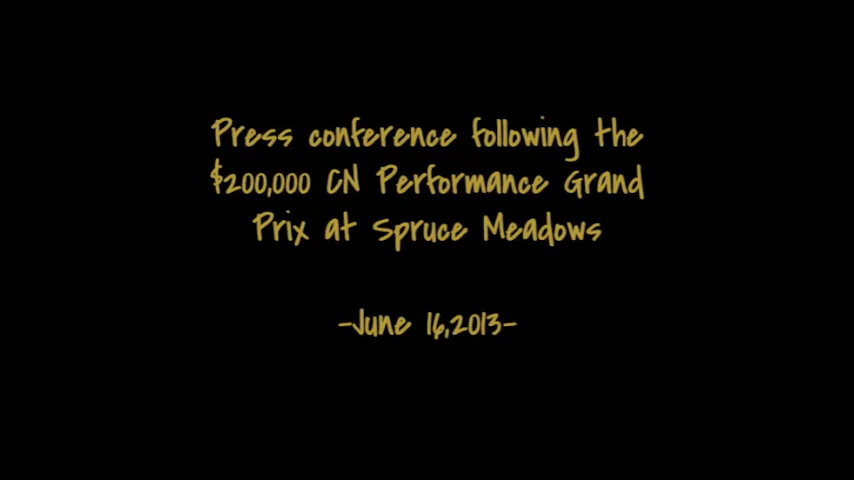 Press conference following the
$200,000 CN Performance Grand
Prix at Spruce Meadows
-June 16,2013-